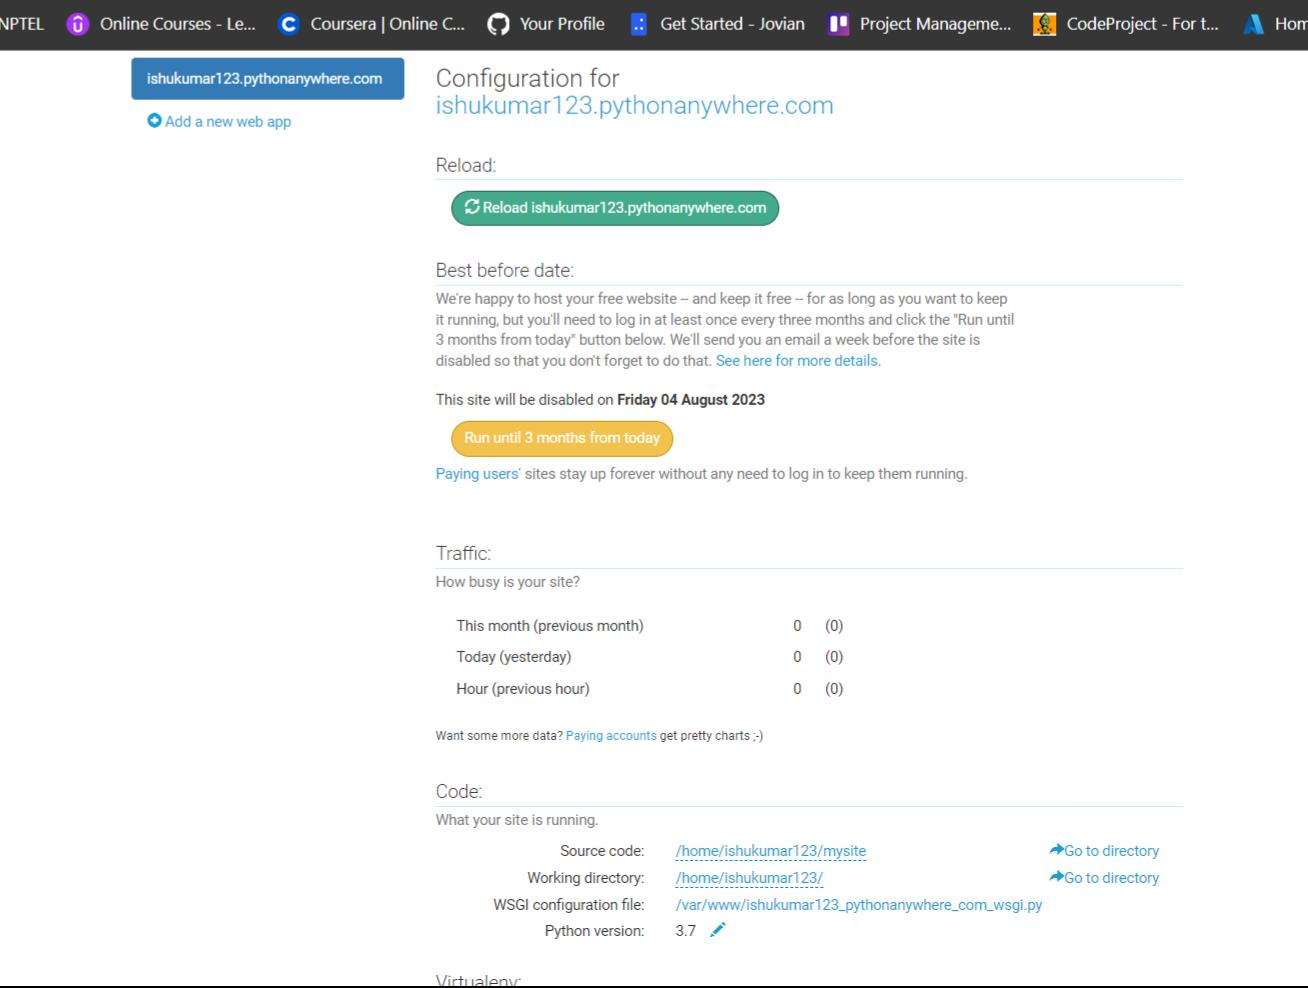 NPTEL Online Courses - Le... Coursera | Online C... Your Profile Get Started - Jovian Project Manageme... CodeProject - For t... Hom
ishukumar123.pythonanywhere.com
Add a new web app
Configuration for
ishukumar123.pythonanywhere.com
Reload:
Reload ishukumar123.pythonanywhere.com
Best before date:
We're happy to host your free website -- and keep it free -- for as long as you want to keep
it running, but you'll need to log in at least once every three months and click the "Run until
3 months from today" button below. We'll send you an email a week before the site is
disabled so that you don't forget to do that. See here for more details.
This site will be disabled on Friday 04 August 2023
Run until 3 months from today
Paying users' sites stay up forever without any need to log in to keep them running.
Traffic:
How busy is your site?
This month (previous month) 0 (0)
Today (yesterday) 0 (0)
Hour (previous hour) 0 (0)
Want some more data? Paying accounts get pretty charts ;-)
Code:
What your site is running.
Source code: /home/ishukumar123/mysite Go to directory
Working directory: /home/ishukumar123/ Go to directory
WSGI configuration file: /var/www/ishukumar123_pythonanywhere_com_wsgi.py
Python version: 3.7
Virtualenv: